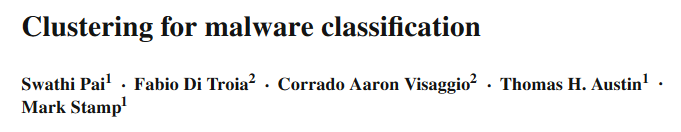 Clustering for malware classification
Swathi Pai¹ · Fabio Di Troia² · Corrado Aaron Visaggio² · Thomas H. Austin¹ ·
Mark Stamp¹